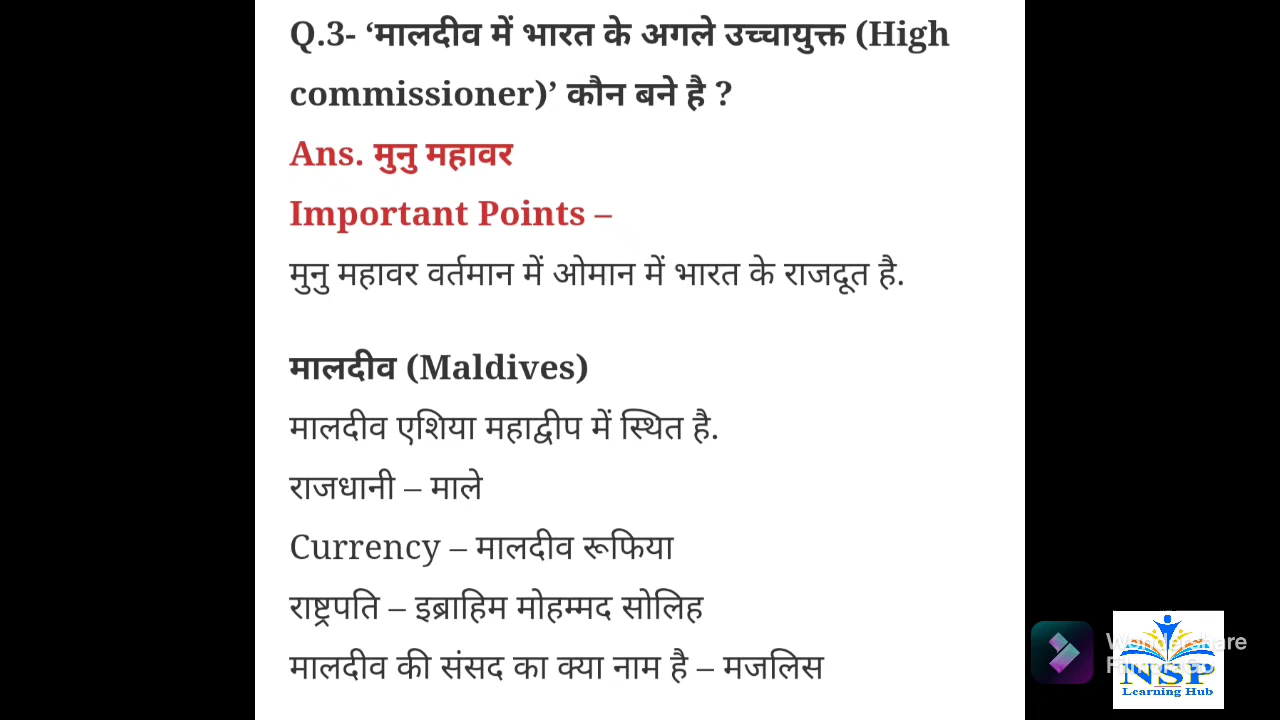 Q.3- ‘मालदीव में भारत के अगले उच्चायुक्त (High
commissioner)’ कौन बने है ?
Ans. मुनु महावर
Important Points –
मुनु महावर वर्तमान में ओमान में भारत के राजदूत है.
मालदीव (Maldives)
मालदीव एशिया महाद्वीप में स्थित है.
राजधानी – माले
Currency – मालदीव रूफिया
राष्ट्रपति – इब्राहिम मोहम्मद सोलिह
मालदीव की संसद का क्या नाम है – मजलिस
Wondershare
NSP
Learning Hub